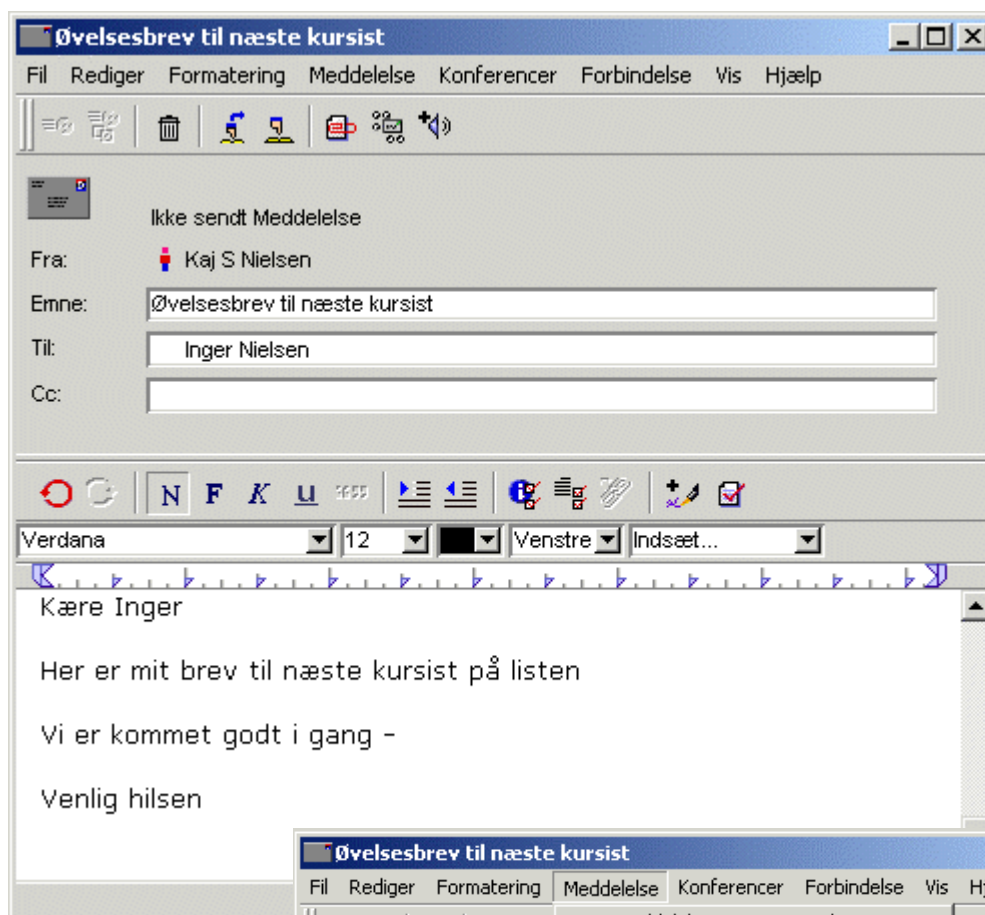 Øvelsesbrev til næste kursist
Fil Rediger Formatering Meddelelse Konferencer Forbindelse Vis Hjælp
Ikke sendt Meddelelse
Fra: Kaj S Nielsen
Emne: Øvelsesbrev til næste kursist
Til: Inger Nielsen
Cc:
N F K u
Verdana 12 Venstre Indsæt...
Kære Inger
Her er mit brev til næste kursist på listen
Vi er kommet godt i gang -
Venlig hilsen
Øvelsesbrev til næste kursist
Fil Rediger Formatering Meddelelse Konferencer Forbindelse Vis